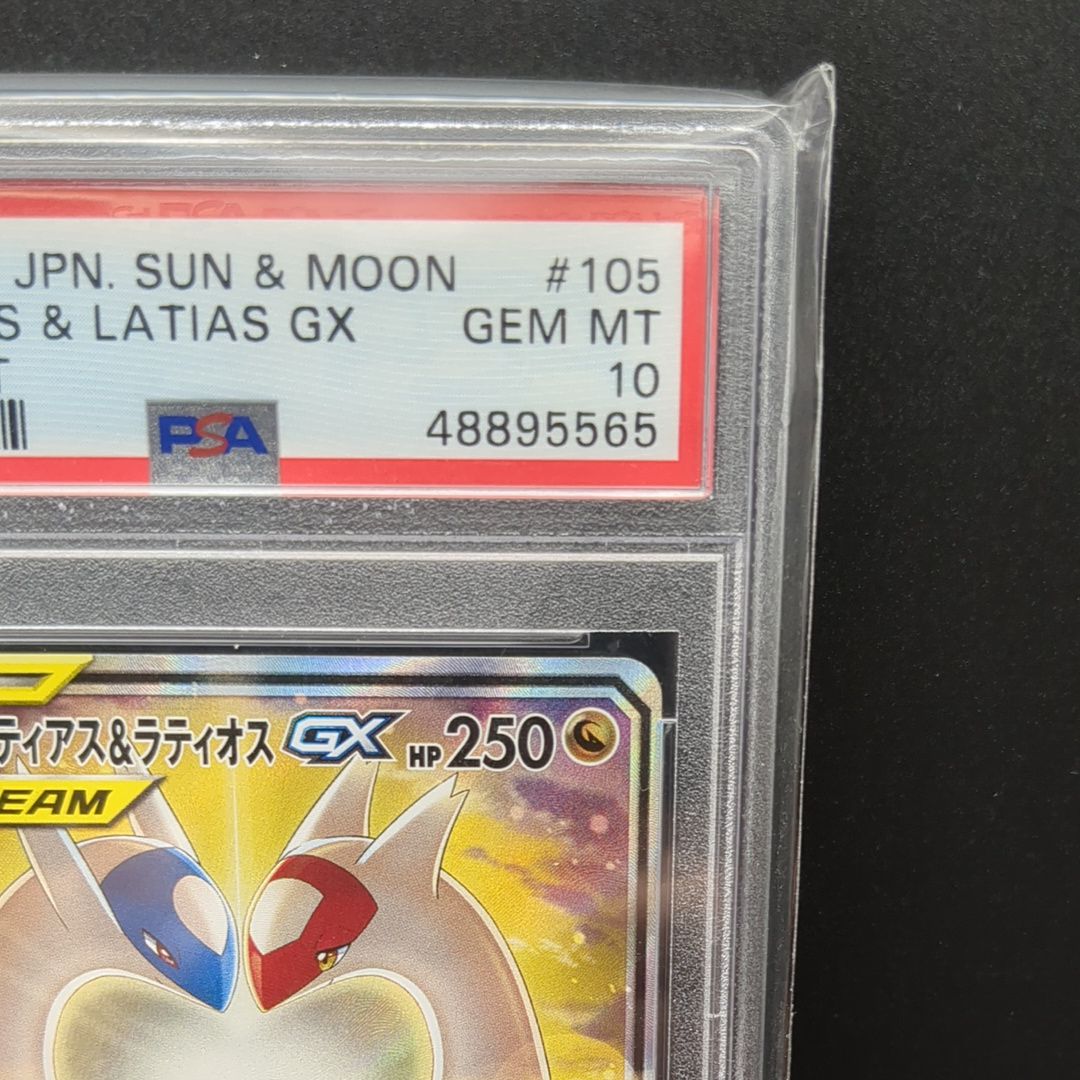 JPN. SUN & MOON #105
S & LATIAS GX GEM MT
T 10
PSA 48895565
ティアス&ラティオス GX HP 250
EAM